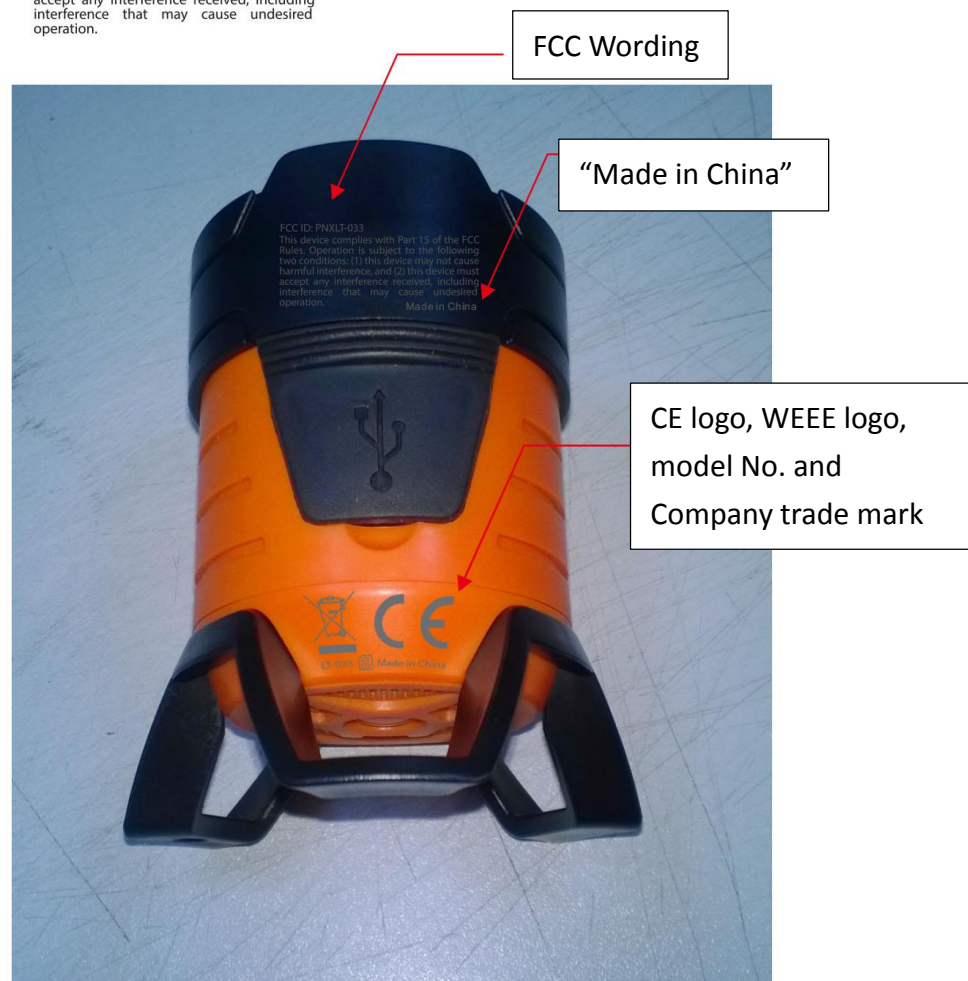 accept any interference received, including
interference that may cause undesired
operation.
FCC Wording
“Made in China”
FCC ID: PNXLT-033
This device complies with Part 15 of the FCC
Rules. Operation is subject to the following
two conditions: (1) this device may not cause
harmful interference, and (2) this device must
accept any interference received, including
interference that may cause undesired
operation.
Made in China
CE logo, WEEE logo,
model No. and
Company trade mark
CE
LT-033 Made in China